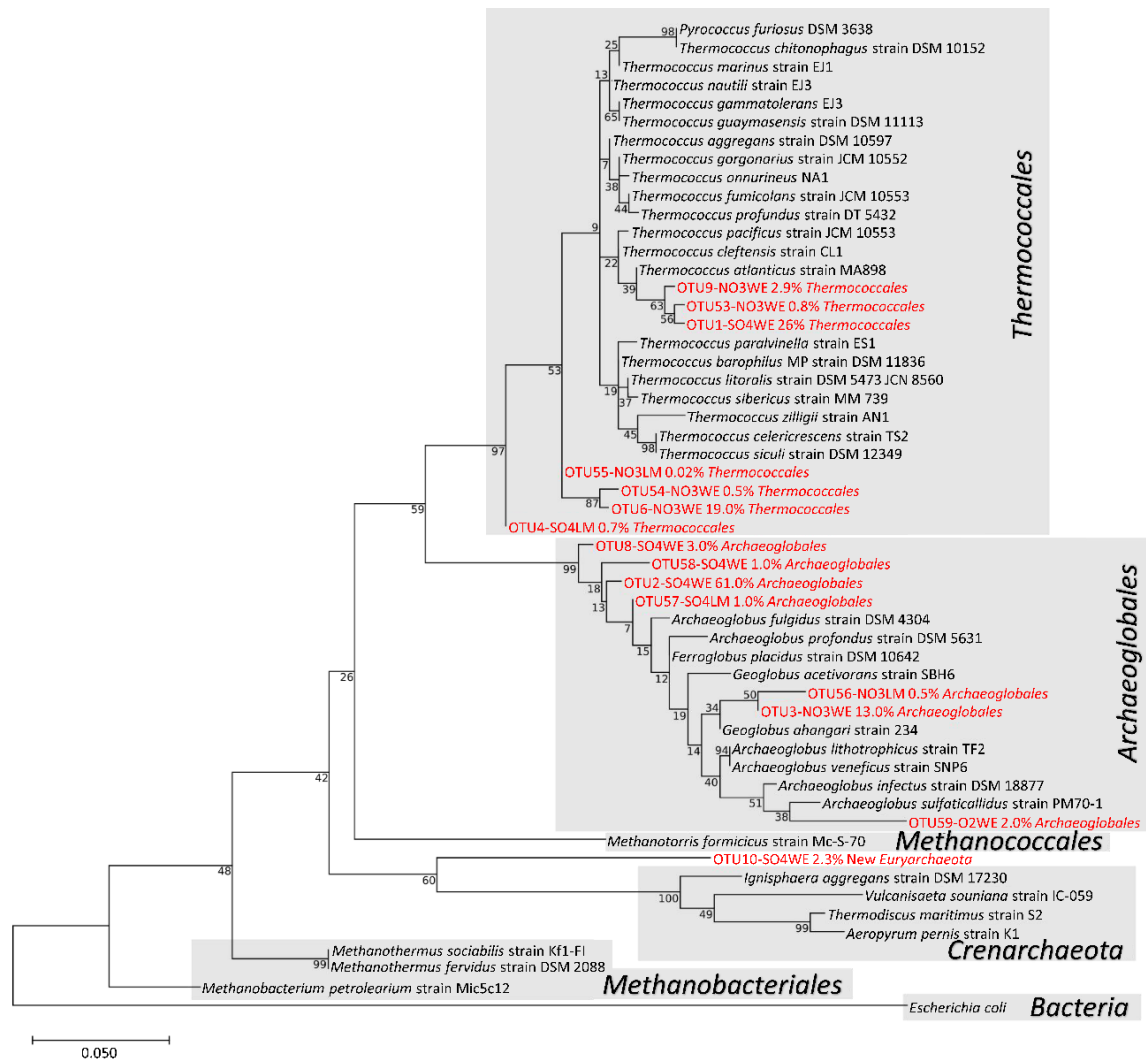 98
Pyrococcus furiosus DSM 3638
Thermococcus chitonophagus strain DSM 10152
25
Thermococcus marinus strain EJ1
13
Thermococcus nautili strain EJ3
Thermococcus gammatolerans EJ3
65
Thermococcus guaymasensis strain DSM 11113
Thermococcus aggregans strain DSM 10597
7
Thermococcus gorgonarius strain JCM 10552
38
Thermococcus onnurineus NA1
Thermococcus fumicolans strain JCM 10553
44
Thermococcus profundus strain DT 5432
9
Thermococcus pacificus strain JCM 10553
Thermococcus cleftensis strain CL1
22
Thermococcus atlanticus strain MA898
39
OTU9-NO3WE 2.9% Thermococcales
63
OTU53-NO3WE 0.8% Thermococcales
56
OTU1-SO4WE 26% Thermococcales
Thermococcus paralvinella strain ES1
Thermococcus barophilus MP strain DSM 11836
19
Thermococcus litoralis strain DSM 5473 JCN 8560
37
Thermococcus sibericus strain MM 739
Thermococcus zilligii strain AN1
45
Thermococcus celericrescens strain TS2
98
Thermococcus siculi strain DSM 12349
53
OTU55-NO3LM 0.02% Thermococcales
OTU54-NO3WE 0.5% Thermococcales
87
OTU6-NO3WE 19.0% Thermococcales
97
OTU4-SO4LM 0.7% Thermococcales
Thermococcales
59
OTU8-SO4WE 3.0% Archaeoglobales
99
OTU58-SO4WE 1.0% Archaeoglobales
18
OTU2-SO4WE 61.0% Archaeoglobales
13
OTU57-SO4LM 1.0% Archaeoglobales
7
Archaeoglobus fulgidus strain DSM 4304
15
Archaeoglobus profondus strain DSM 5631
12
Ferroglobus placidus strain DSM 10642
Geoglobus acetivorans strain SBH6
19
50
OTU56-NO3LM 0.5% Archaeoglobales
34
OTU3-NO3WE 13.0% Archaeoglobales
Geoglobus ahangari strain 234
14
94
Archaeoglobus lithotrophicus strain TF2
Archaeoglobus veneficus strain SNP6
40
Archaeoglobus infectus strain DSM 18877
51
Archaeoglobus sulfaticallidus strain PM70-1
38
OTU59-O2WE 2.0% Archaeoglobales
Archaeoglobales
26
Methanotorris formicicus strain Mc-S-70
Methanococcales
42
OTU10-SO4WE 2.3% New Euryarchaeota
60
Ignisphaera aggregans strain DSM 17230
100
Vulcanisaeta souniana strain IC-059
49
Thermodiscus maritimus strain S2
99
Aeropyrum pernis strain K1
Crenarchaeota
48
Methanothermus sociabilis strain Kf1-FI
99
Methanothermus fervidus strain DSM 2088
Methanobacterium petrolearium strain Mic5c12
Methanobacteriales
Escherichia coli
Bacteria
0.050